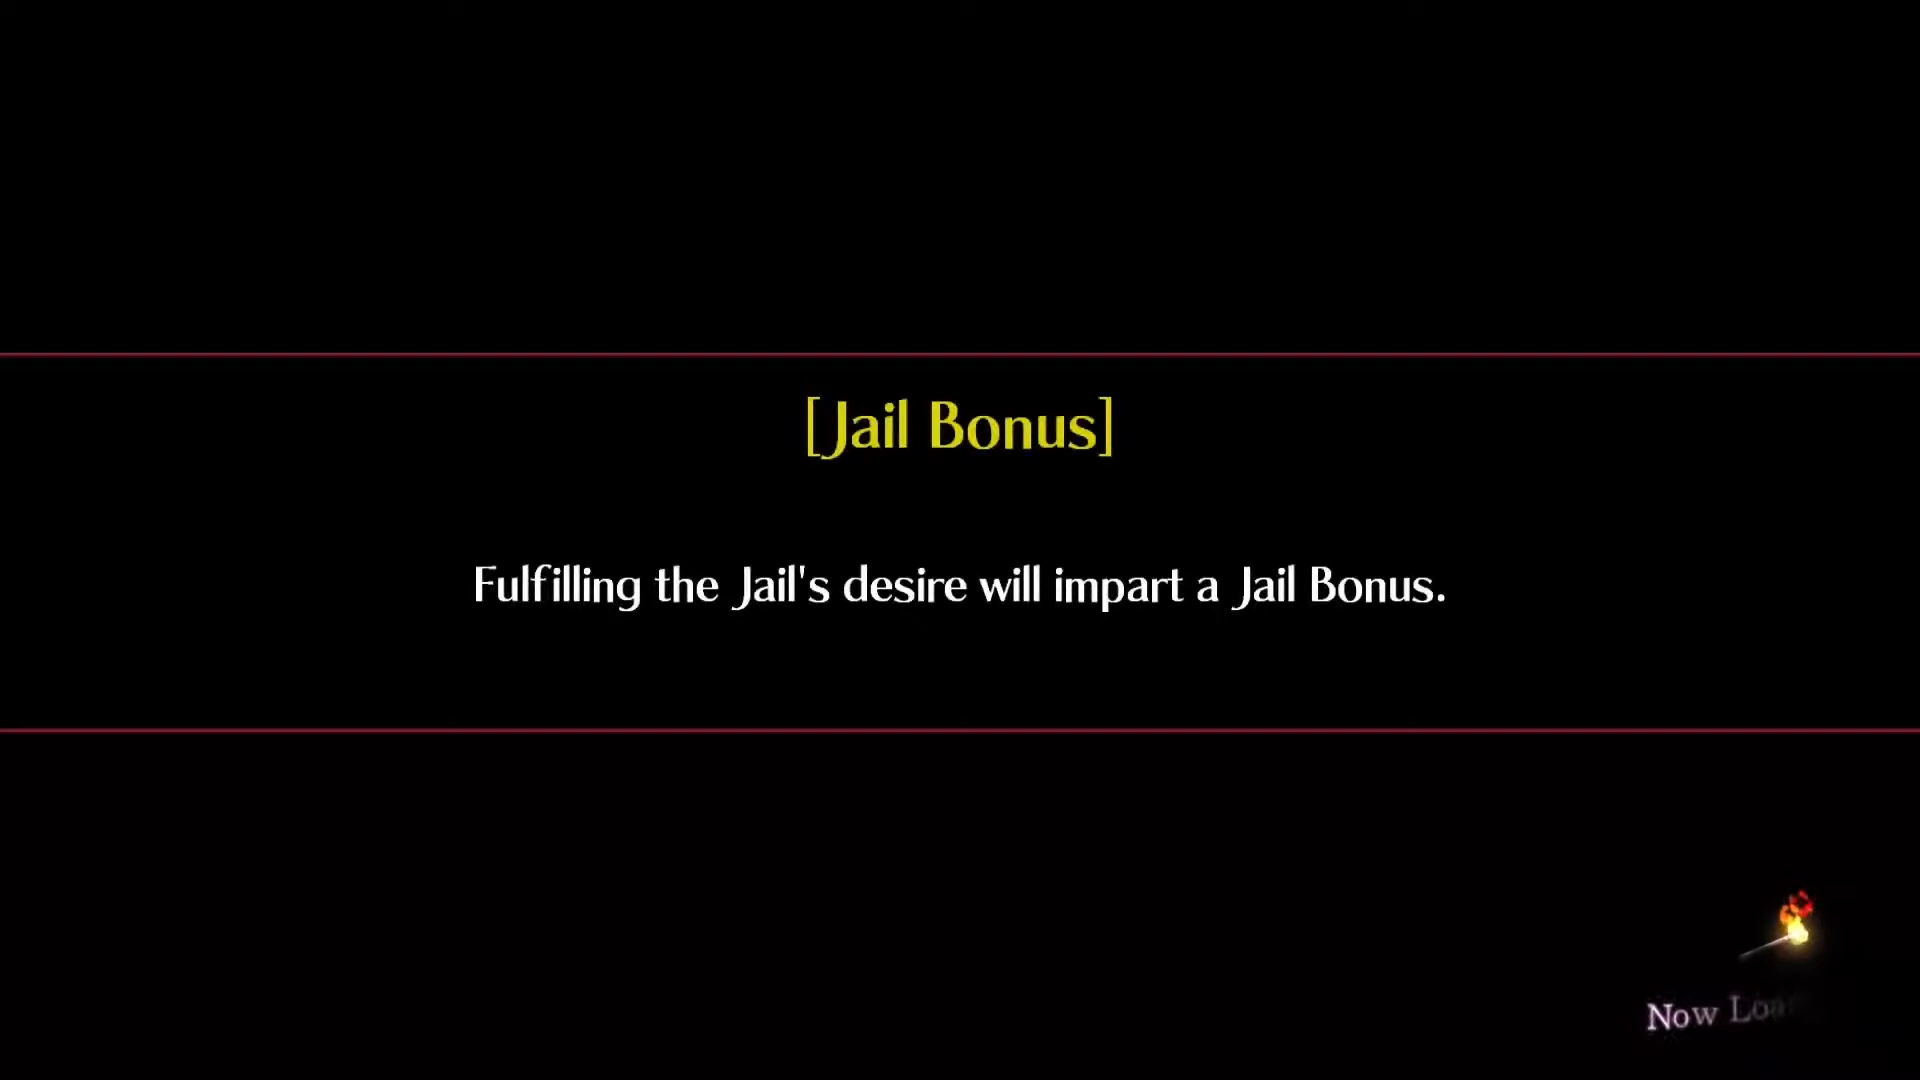 [Jail Bonus]
Fulfilling the Jail's desire will impart a Jail Bonus.
Now